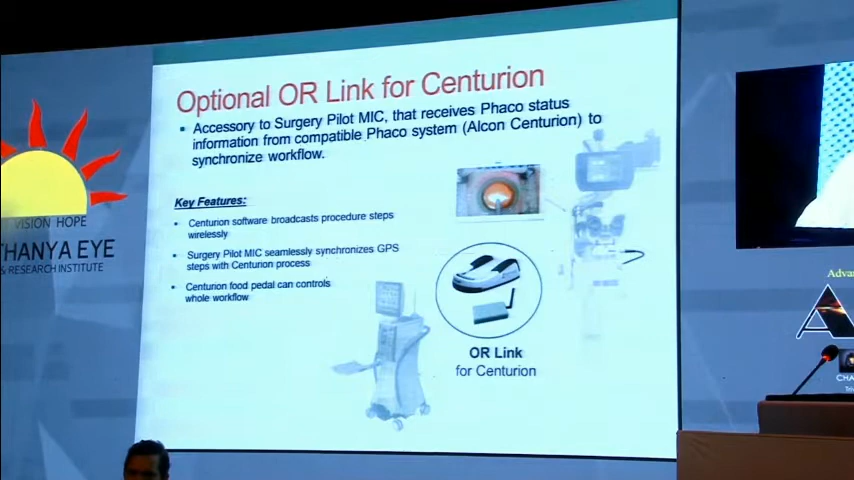 Optional OR Link for Centurion
Accessory to Surgery Pilot MIC, that receives Phaco status
information from compatible Phaco system (Alcon Centurion) to
synchronize workflow.
Key Features:
Centurion software broadcasts procedure steps
wirelessly
Surgery Pilot MIC seamlessly synchronizes GPS
steps with Centurion process
Centurion food pedal can controls
whole workflow
OR Link
for Centurion
VISION HOPE
THANYA EYE
& RESEARCH INSTITUTE
Advan
A
CHA